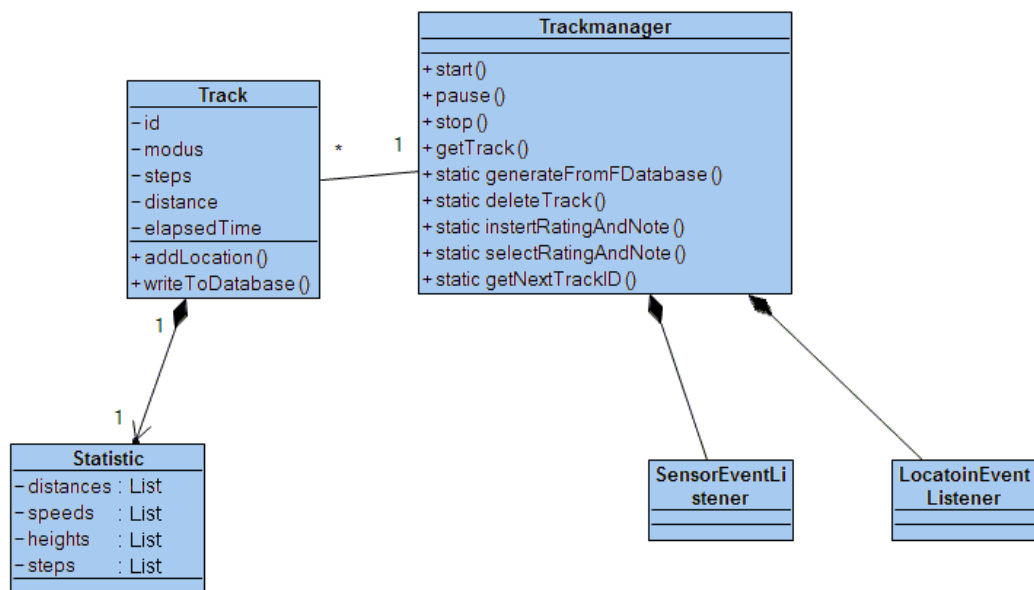 Trackmanager
+ start()
+ pause()
+ stop()
+ getTrack()
+ static generateFromFDatabase()
+ static deleteTrack()
+ static instertRatingAndNote()
+ static selectRatingAndNote()
+ static getNextTrackID()
Track
- id
- modus
- steps
- distance
- elapsedTime
+ addLocation()
+ writeToDatabase()
*
1
1
1
Statistic
- distances : List
- speeds : List
- heights : List
- steps : List
SensorEventLi
stener
LocatoinEvent
Listener